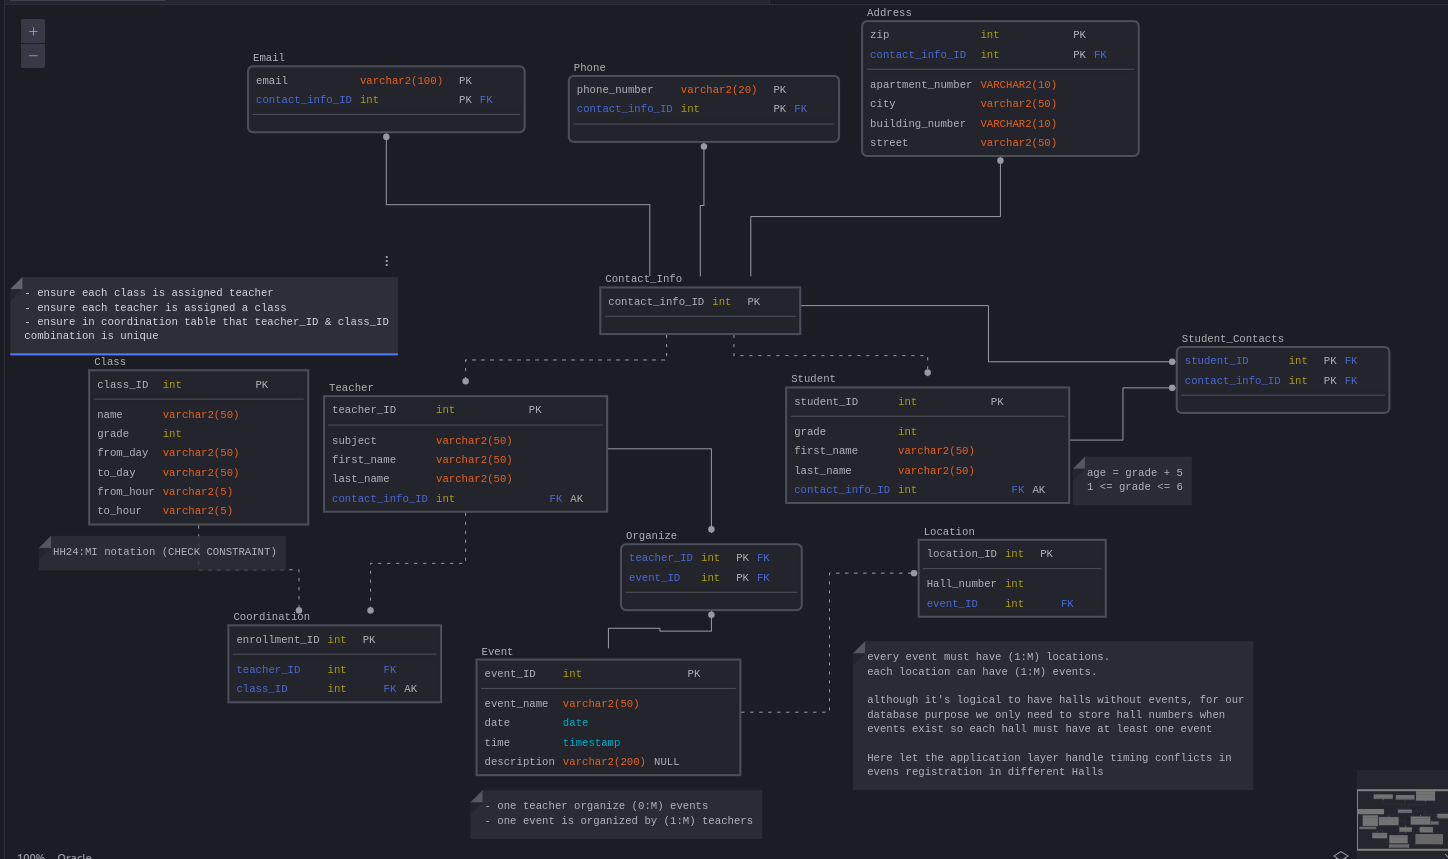 Address
zip int PK
contact_info_ID int PK FK
apartment_number VARCHAR2(10)
city varchar2(50)
building_number VARCHAR2(10)
street varchar2(50)
Email
email varchar2(100) PK
contact_info_ID int PK FK
Phone
phone_number varchar2(20) PK
contact_info_ID int PK FK
- ensure each class is assigned teacher
- ensure each teacher is assigned a class
- ensure in coordination table that teacher_ID & class_ID
combination is unique
Contact_Info
contact_info_ID int PK
Student_Contacts
student_ID int PK FK
contact_info_ID int PK FK
Class
class_ID int PK
name varchar2(50)
grade int
from_day varchar2(50)
to_day varchar2(50)
from_hour varchar2(5)
to_hour varchar2(5)
Teacher
teacher_ID int PK
subject varchar2(50)
first_name varchar2(50)
last_name varchar2(50)
contact_info_ID int FK AK
Student
student_ID int PK
grade int
first_name varchar2(50)
last_name varchar2(50)
contact_info_ID int FK AK
age = grade + 5
1 <= grade <= 6
HH24:MI notation (CHECK CONSTRAINT)
Organize
teacher_ID int PK FK
event_ID int PK FK
Location
location_ID int PK
Hall_number int
event_ID int FK
Coordination
enrollment_ID int PK
teacher_ID int FK
class_ID int FK AK
Event
event_ID int PK
event_name varchar2(50)
date date
time timestamp
description varchar2(200) NULL
every event must have (1:M) locations.
each location can have (1:M) events.
although it's logical to have halls without events, for our
database purpose we only need to store hall numbers when
events exist so each hall must have at least one event
Here let the application layer handle timing conflicts in
evens registration in different Halls
- one teacher organize (0:M) events
- one event is organized by (1:M) teachers
100% Oracle